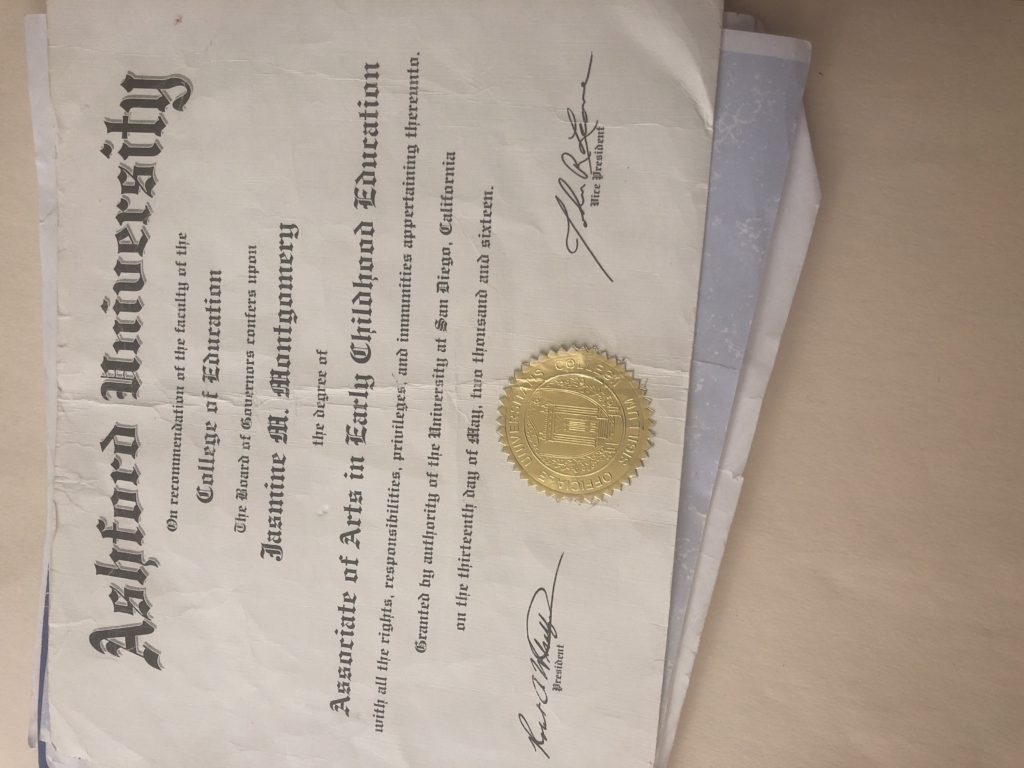 Ashford University
On recommendation of the faculty of the
College of Education
The Board of Governors confers upon
Jasmine M. Montgomery
the degree of
Associate of Arts in Early Childhood Education
with all the rights, responsibilities, privileges, and immunities appertaining thereunto.
Granted by authority of the University at San Diego, California
on the thirteenth day of May, two thousand and sixteen.
President
Vice President